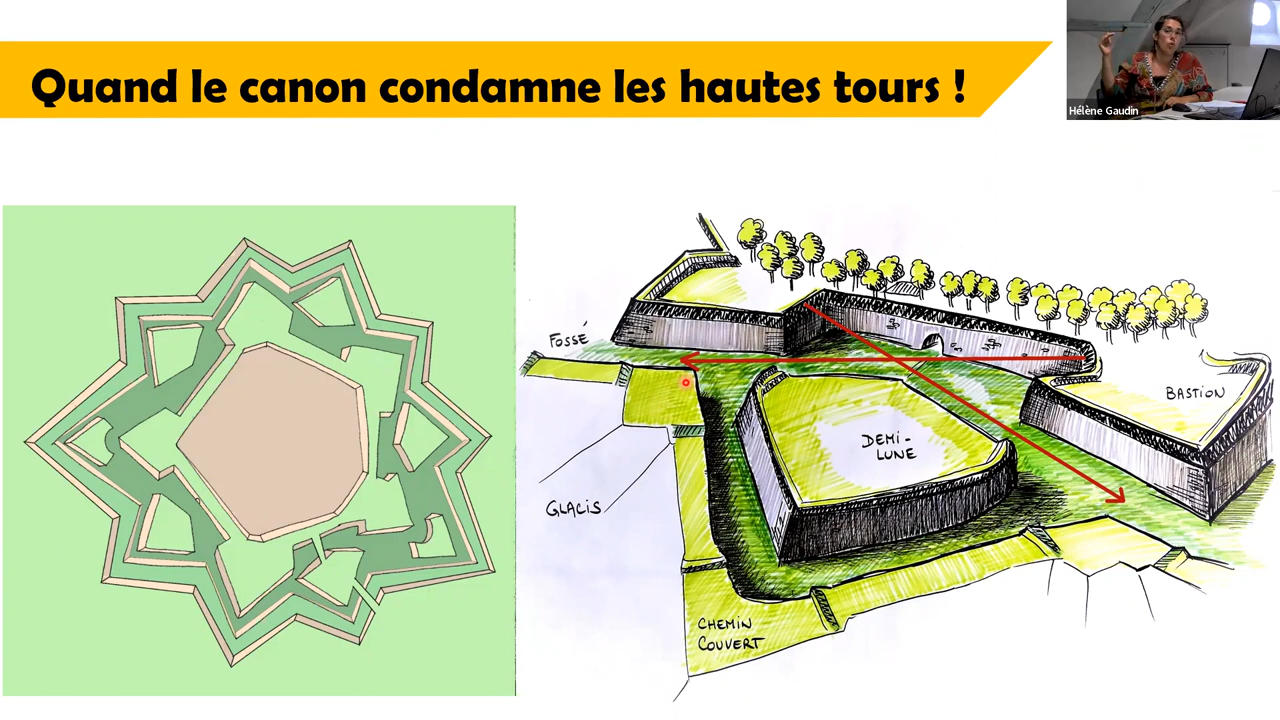 Quand le canon condamne les hautes tours !
Hélène Gaudin
FOSSÉ
BASTION
DEMI-
LUNE
GLACIS
CHEMIN
COUVERT